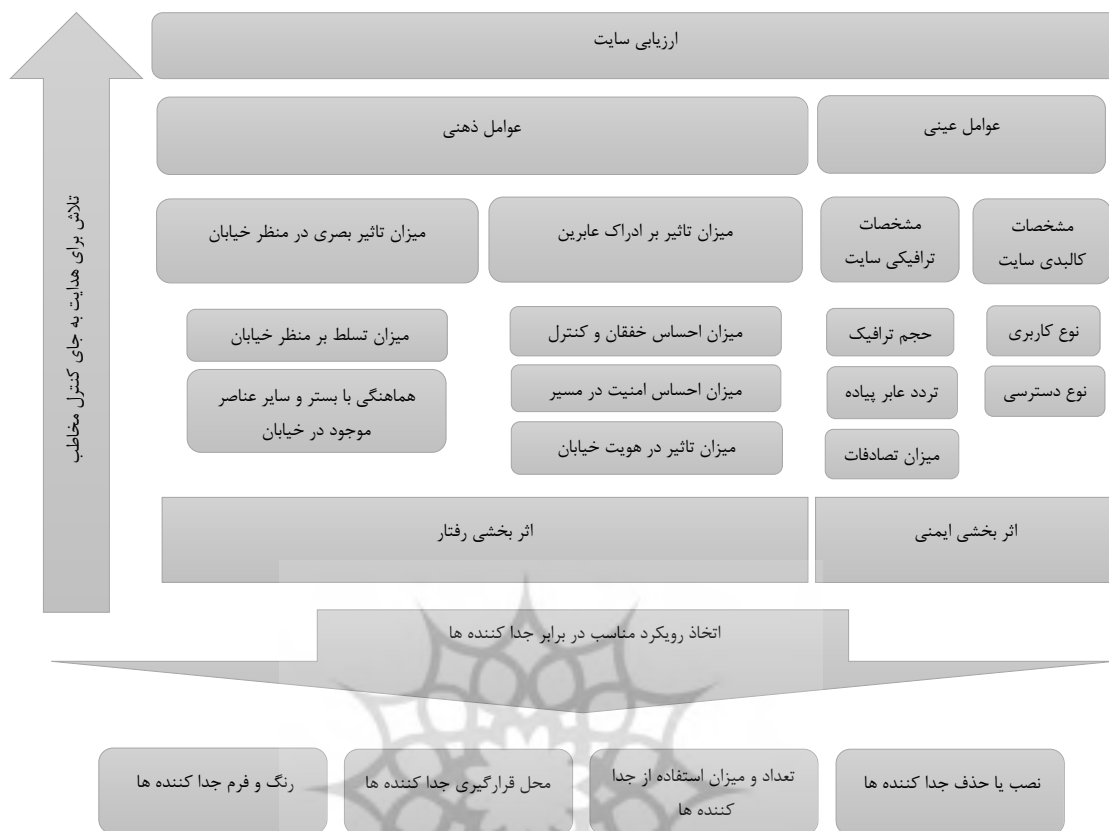 ارزیابی سایت
عوامل عینی
عوامل ذهنی
مشخصات
کالبدی سایت
مشخصات
ترافیکی سایت
میزان تاثیر بر ادراک عابرین
میزان تاثیر بصری در منظر خیابان
نوع کاربری
نوع دسترسی
حجم ترافیک
تردد عابر پیاده
میزان تصادفات
میزان احساس خفقان و کنترل
میزان احساس امنیت در مسیر
میزان تاثیر در هویت خیابان
میزان تسلط بر منظر خیابان
هماهنگی با بستر و سایر عناصر
موجود در خیابان
اثر بخشی ایمنی
اثر بخشی رفتار
تلاش برای هدایت به جای کنترل مخاطب
اتخاذ رویکرد مناسب در برابر جدا کننده ها
نصب یا حذف جدا کننده ها
تعداد و میزان استفاده از جدا
کننده ها
محل قرارگیری جدا کننده ها
رنگ و فرم جدا کننده ها